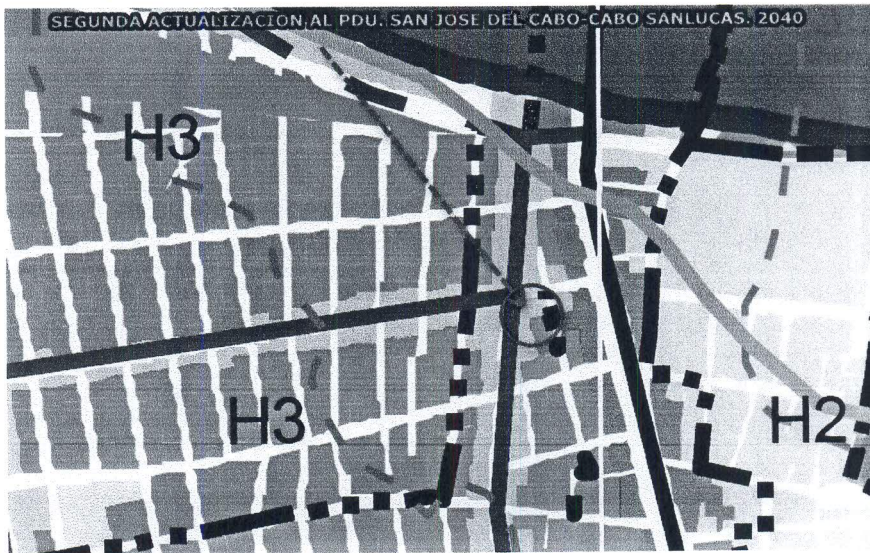 SEGUNDA ACTUALIZACION AL PDU. SAN JOSE DEL CABO-CABO SANLUCAS. 2040
H3
H3
H2